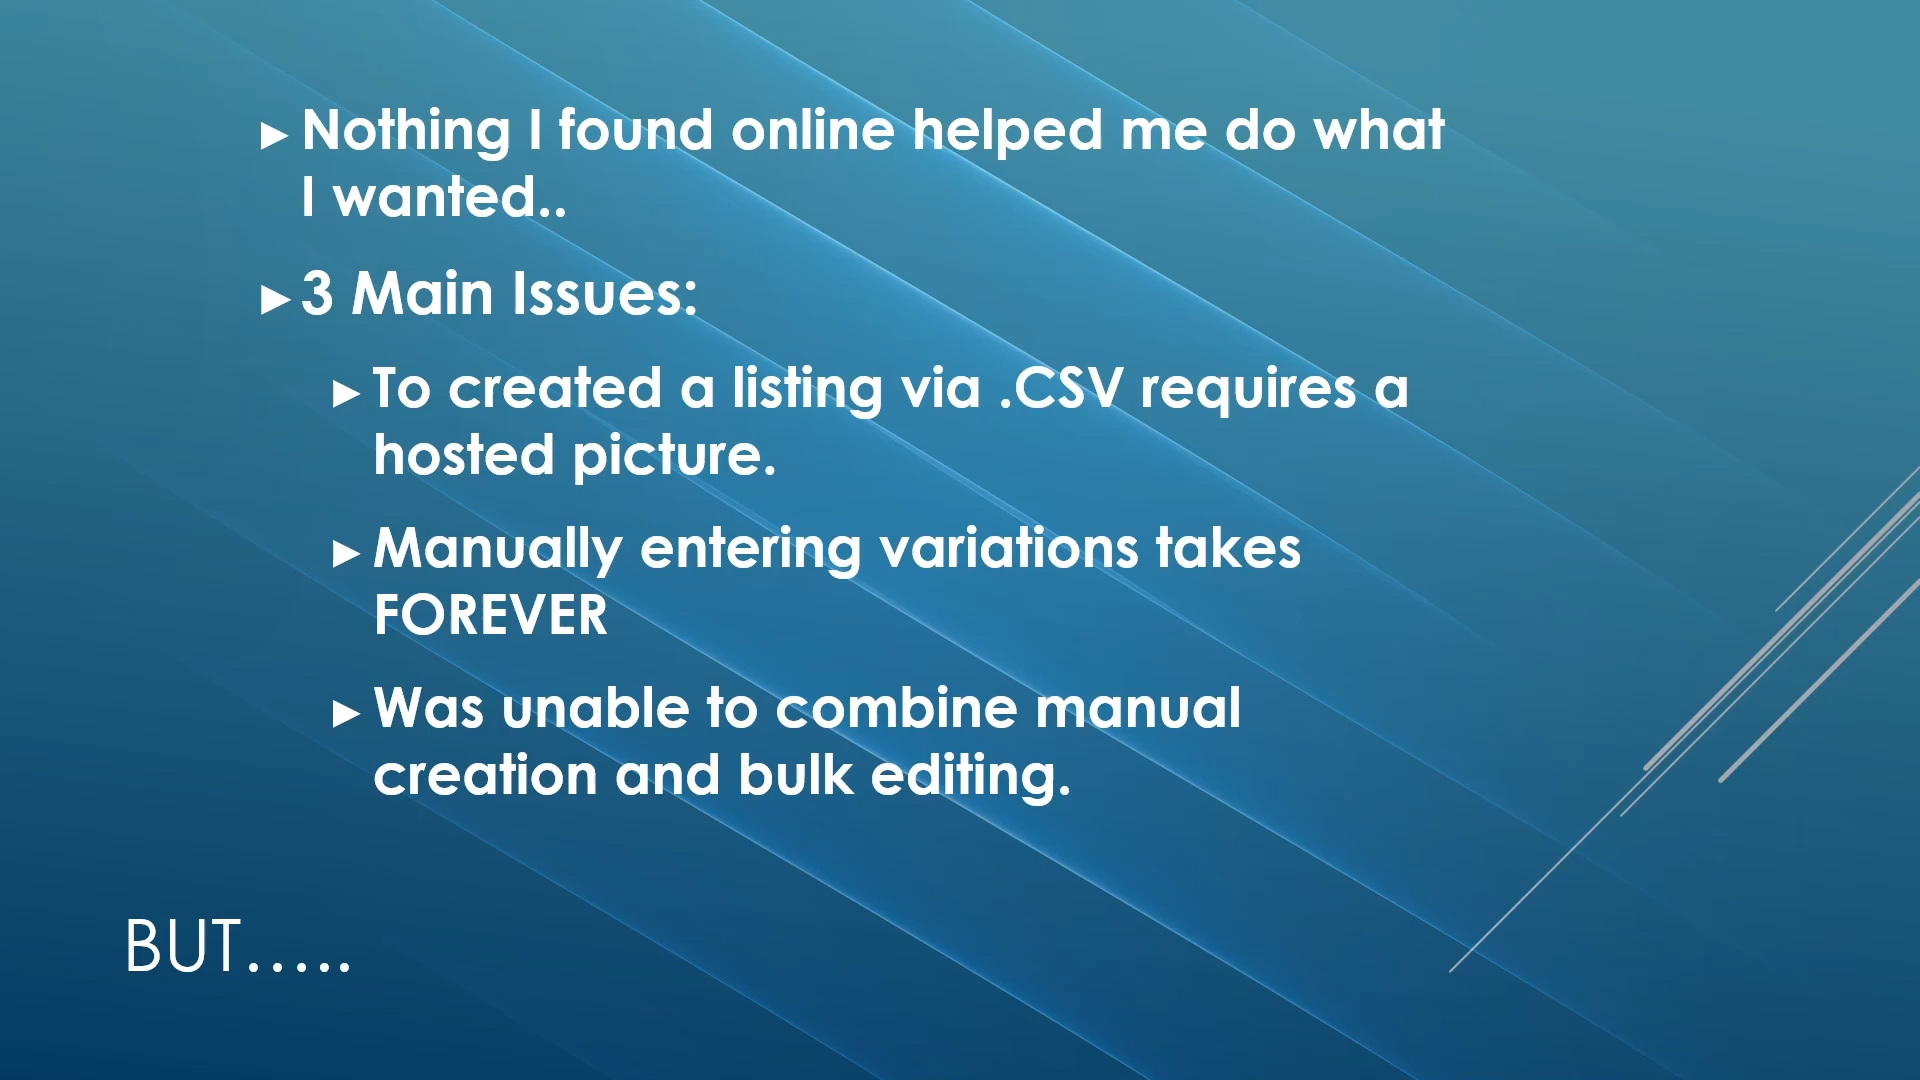 ► Nothing I found online helped me do what
I wanted..
► 3 Main Issues:
► To created a listing via .CSV requires a
hosted picture.
► Manually entering variations takes
FOREVER
► Was unable to combine manual
creation and bulk editing.
BUT.....